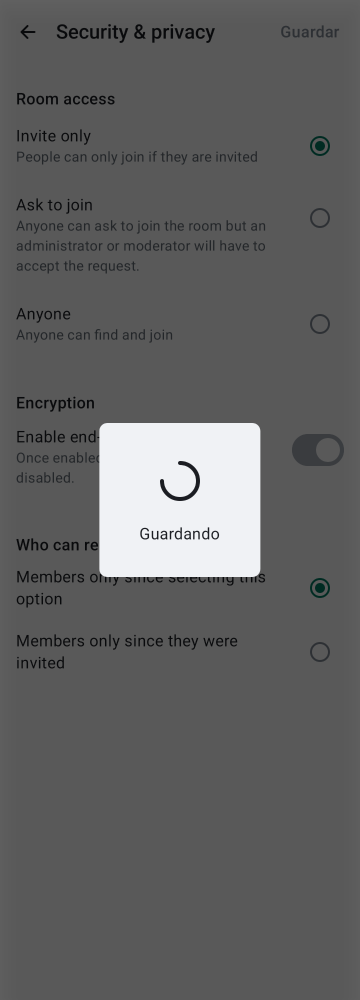 Security & privacy
Guardar
Room access
Invite only
People can only join if they are invited
Ask to join
Anyone can ask to join the room but an
administrator or moderator will have to
accept the request.
Anyone
Anyone can find and join
Encryption
Enable end-
Once enabled
disabled.
Guardando
Who can re
Members only since selecting this
option
Members only since they were
invited